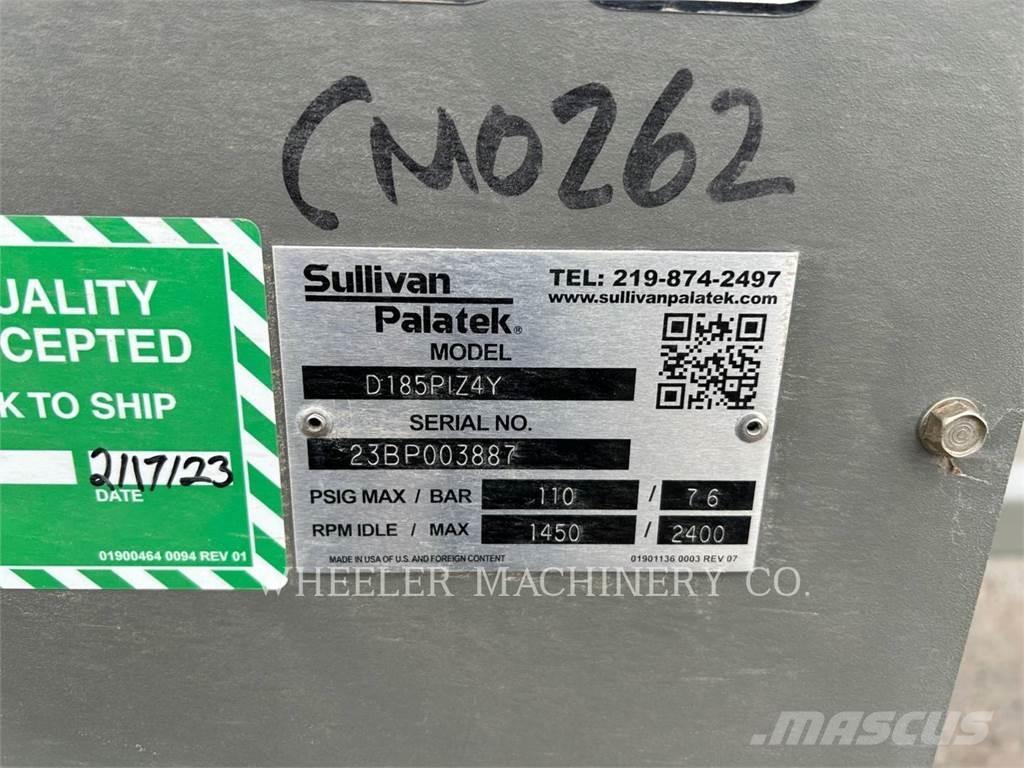 CM0262
UALITY
CCEPTED
K TO SHIP
2/17/23
DATE
01900464 0094 REV 01
Sullivan
Palatek®
TEL: 219-874-2497
www.sullivanpalatek.com
MODEL
D185PIZ4Y
SERIAL NO.
23BP003887
PSIG MAX / BAR 110 / 7.6
RPM IDLE / MAX 1450 / 2400
MADE IN USA OF U.S. AND FOREIGN CONTENT
01901136 0003 REV 07
WHEELER MACHINERY CO.
MASCUS